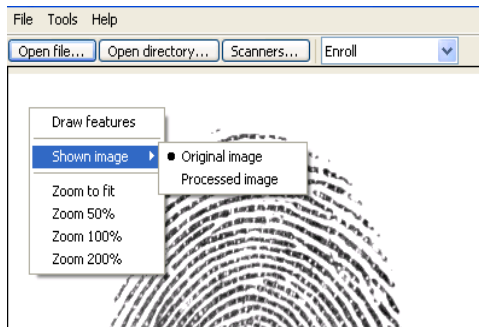 File Tools Help
Open file... Open directory... Scanners... Enroll
Draw features
Shown image
Original image
Processed image
Zoom to fit
Zoom 50%
Zoom 100%
Zoom 200%